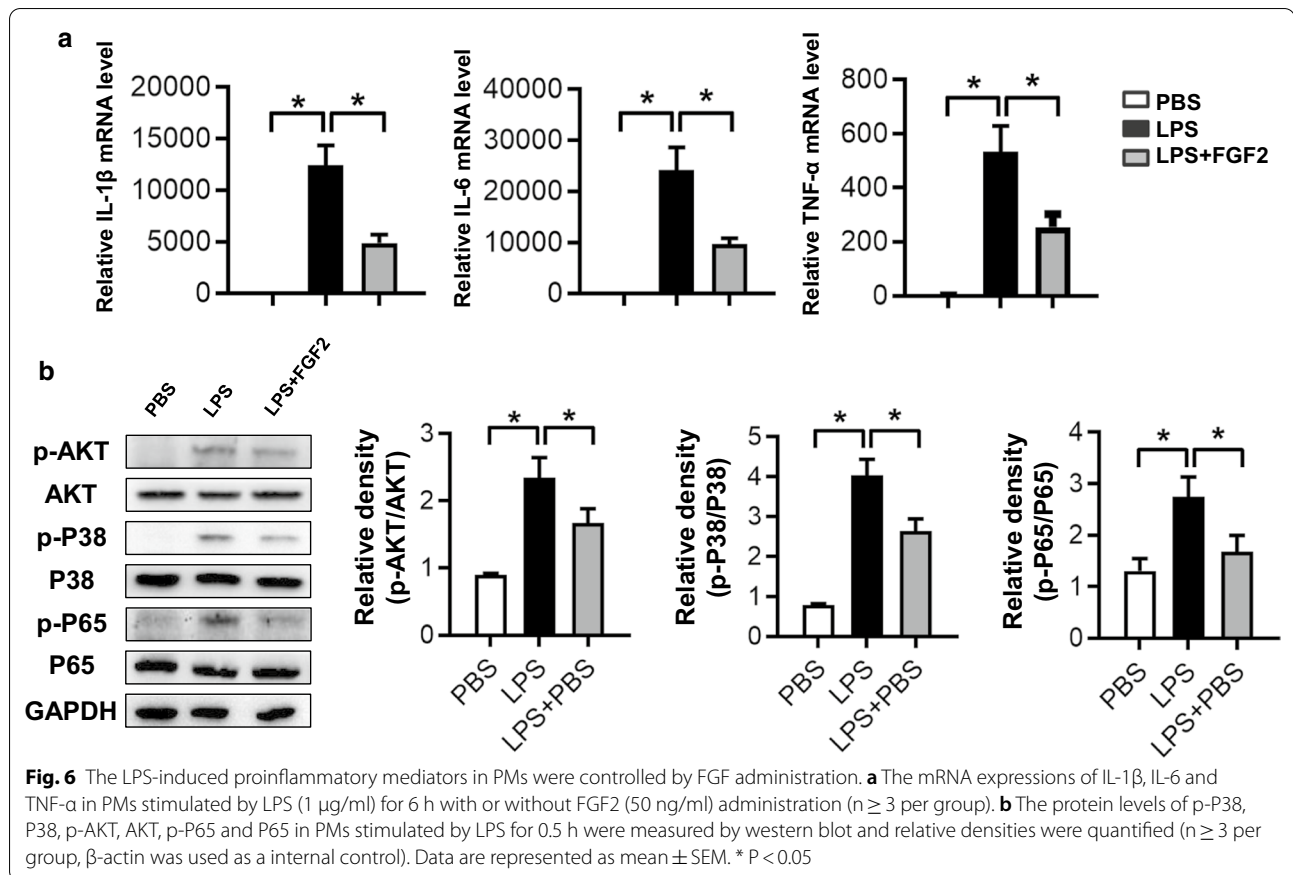 a
Relative IL-1β mRNA level
20000
15000
10000
5000
0
* *
Relative IL-6 mRNA level
40000
30000
20000
10000
0
* *
Relative TNF-α mRNA level
800
600
400
200
0
* *
PBS
LPS
LPS+FGF2
b
PBS
LPS
LPS+FGF2
p-AKT
AKT
p-P38
P38
p-P65
P65
GAPDH
Relative density
(p-AKT/AKT)
3
2
1
0
* *
PBS
LPS
LPS+PBS
Relative density
(p-P38/P38)
5
4
3
2
1
0
* *
PBS
LPS
LPS+PBS
Relative density
(p-P65/P65)
4
3
2
1
0
* *
PBS
LPS
LPS+PBS
Fig. 6 The LPS-induced proinflammatory mediators in PMs were controlled by FGF administration. a The mRNA expressions of IL-1β, IL-6 and
TNF-α in PMs stimulated by LPS (1 μg/ml) for 6 h with or without FGF2 (50 ng/ml) administration (n ≥ 3 per group). b The protein levels of p-P38,
P38, p-AKT, AKT, p-P65 and P65 in PMs stimulated by LPS for 0.5 h were measured by western blot and relative densities were quantified (n ≥ 3 per
group, β-actin was used as a internal control). Data are represented as mean ± SEM. * P < 0.05